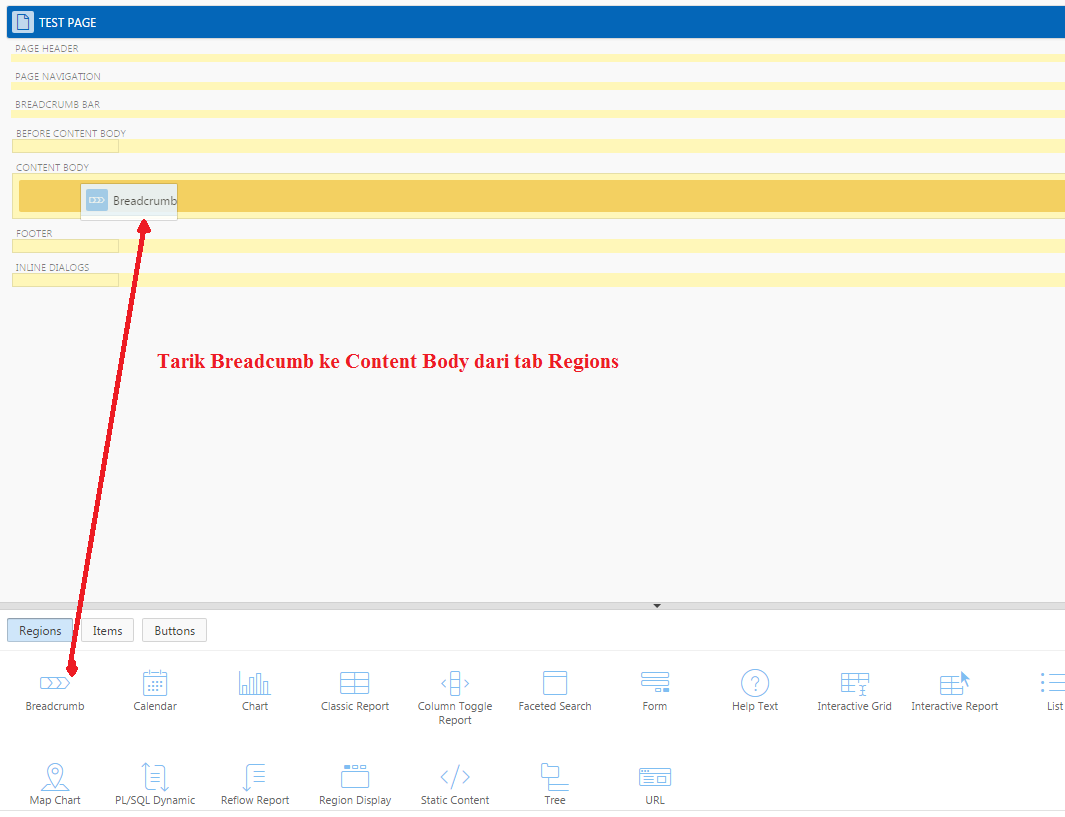 TEST PAGE
PAGE HEADER
PAGE NAVIGATION
BREADCRUMB BAR
BEFORE CONTENT BODY
CONTENT BODY
Breadcrumb
FOOTER
INLINE DIALOGS
Tarik Breadcumb ke Content Body dari tab Regions
Regions Items Buttons
Breadcrumb Calendar Chart Classic Report Column Toggle Faceted Search Form Help Text Interactive Grid Interactive Report List
Report
Map Chart PL/SQL Dynamic Reflow Report Region Display Static Content Tree URL